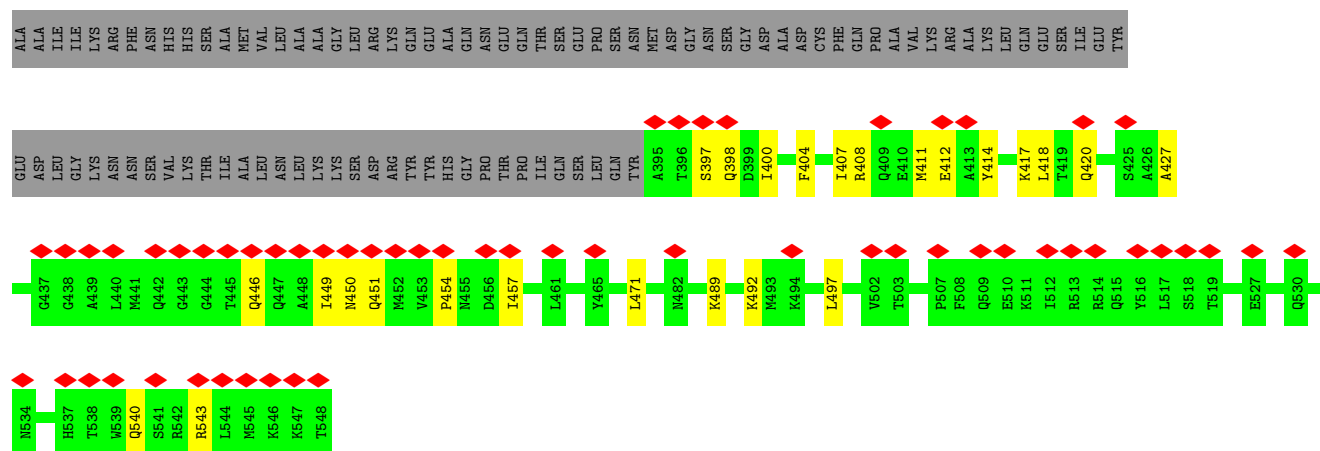 ALA ALA ILE ILE LYS ARG PHE ASN HIS HIS SER ALA MET VAL LEU ALA ALA GLY LEU ARG LYS GLN GLU ALA GLN ASN GLU GLN THR SER GLU PRO SER ASN MET ASP GLY ASN SER GLY ASP ALA ASP CYS PHE GLN PRO ALA VAL LYS ARG ALA LYS LEU GLN GLU SER ILE GLU TYR
GLU ASP LEU GLY LYS ASN ASN SER VAL LYS THR ILE ALA LEU ASN LEU LYS LYS SER ASP ARG TYR TYR HIS GLY PRO THR PRO ILE GLN SER LEU GLN TYR A395 T396 S397 Q398 D399 I400 F404 I407 R408 Q409 E410 M411 E412 A413 Y414 K417 L418 T419 Q420 S425 A426 A427
G437 G438 A439 L440 M441 Q442 G443 G444 T445 Q446 Q447 A448 I449 N450 Q451 M452 V453 P454 N455 D456 I457 L461 Y465 L471 N482 K489 K492 M493 K494 L497 V502 T503 P507 F508 Q509 E510 K511 I512 R513 R514 Q515 Y516 L517 S518 T519 E527 Q530
N534 H537 T538 W539 Q540 S541 R542 R543 L544 M545 K546 K547 T548